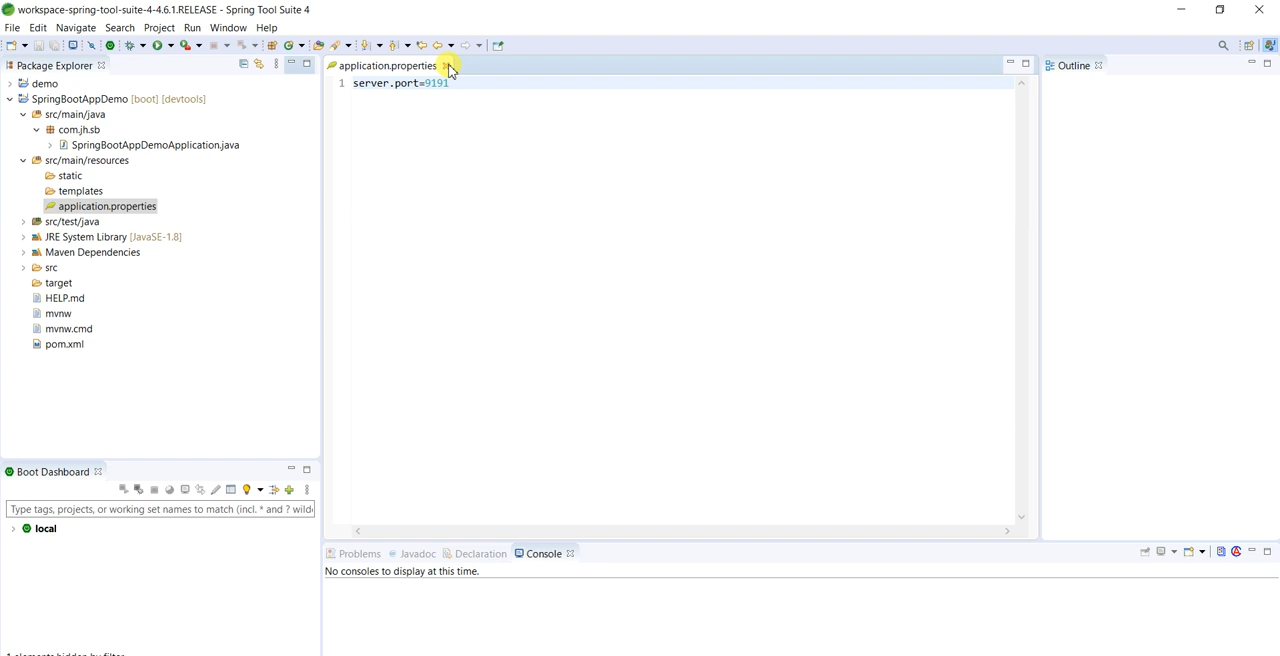 workspace-spring-tool-suite-4-4.6.1.RELEASE - Spring Tool Suite 4
File Edit Navigate Search Project Run Window Help
Package Explorer
demo
SpringBootAppDemo [boot] [devtools]
src/main/java
com.jh.sb
SpringBootAppDemoApplication.java
src/main/resources
static
templates
application.properties
src/test/java
JRE System Library [JavaSE-1.8]
Maven Dependencies
src
target
HELP.md
mvnw
mvnw.cmd
pom.xml
application.properties
1 server.port=9191
Outline
Boot Dashboard
Type tags, projects, or working set names to match (incl. * and ? wild
local
1 elements hidden by filter
Problems Javadoc Declaration Console
No consoles to display at this time.